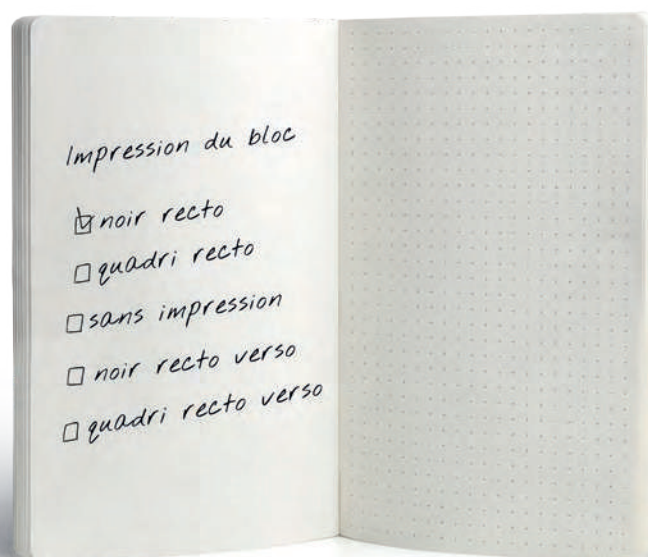 Impression du bloc
noir recto
quadri recto
sans impression
noir recto verso
quadri recto verso